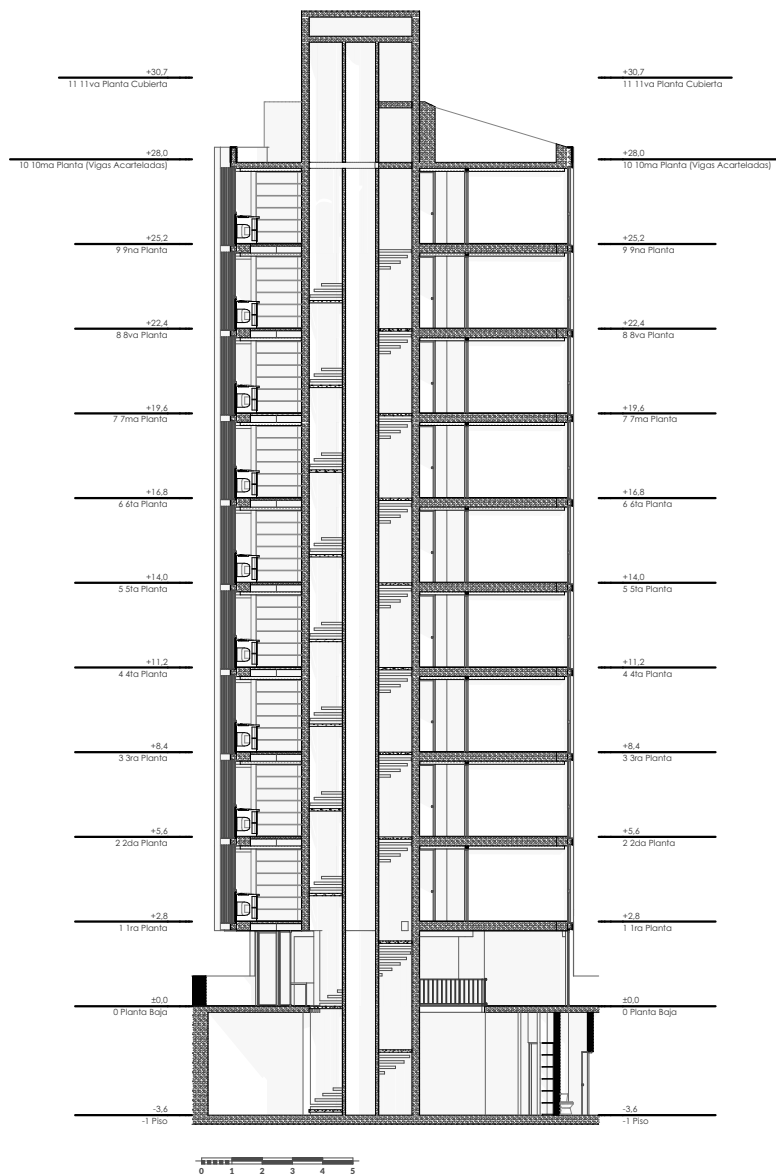 +30,7
11 11va Planta Cubierta
+30,7
11 11va Planta Cubierta
+28,0
10 10ma Planta (Vigas Acarteladas)
+28,0
10 10ma Planta (Vigas Acarteladas)
+25,2
9 9na Planta
+25,2
9 9na Planta
+22,4
8 8va Planta
+22,4
8 8va Planta
+19,6
7 7ma Planta
+19,6
7 7ma Planta
+16,8
6 6ta Planta
+16,8
6 6ta Planta
+14,0
5 5ta Planta
+14,0
5 5ta Planta
+11,2
4 4ta Planta
+11,2
4 4ta Planta
+8,4
3 3ra Planta
+8,4
3 3ra Planta
+5,6
2 2da Planta
+5,6
2 2da Planta
+2,8
1 1ra Planta
+2,8
1 1ra Planta
±0,0
0 Planta Baja
±0,0
0 Planta Baja
-3,6
-1 Piso
-3,6
-1 Piso
0 1 2 3 4 5